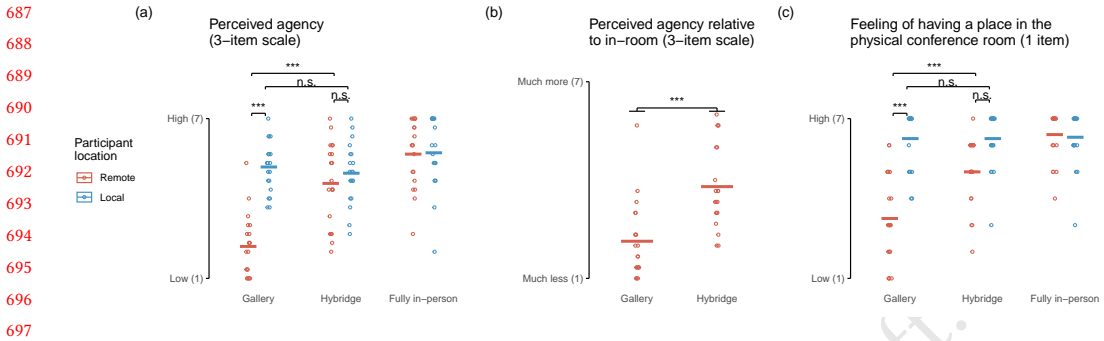 687
688
689
690
691
692
693
694
695
696
697
(a)
Perceived agency
(3−item scale)
***
n.s.
n.s.
***
High (7)
Low (1)
Gallery
Hybridge
Fully in−person
Participant
location
Remote
Local
(b)
Perceived agency relative
to in−room (3−item scale)
Much more (7)
***
Much less (1)
Gallery
Hybridge
(c)
Feeling of having a place in the
physical conference room (1 item)
***
n.s.
n.s.
***
High (7)
Low (1)
Gallery
Hybridge
Fully in−person